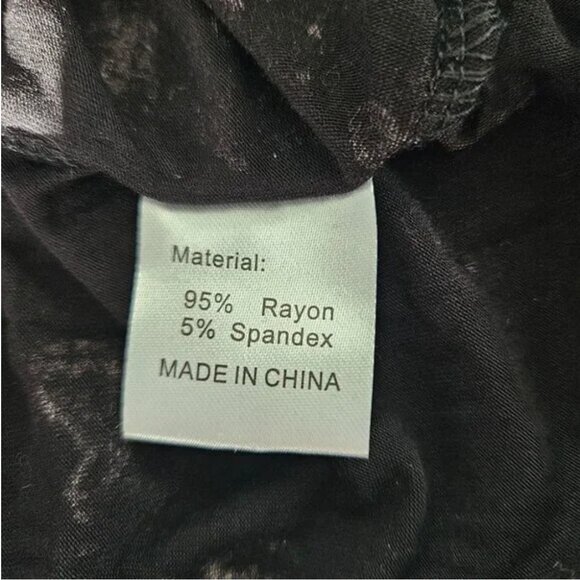 Material:
95% Rayon
5% Spandex
MADE IN CHINA